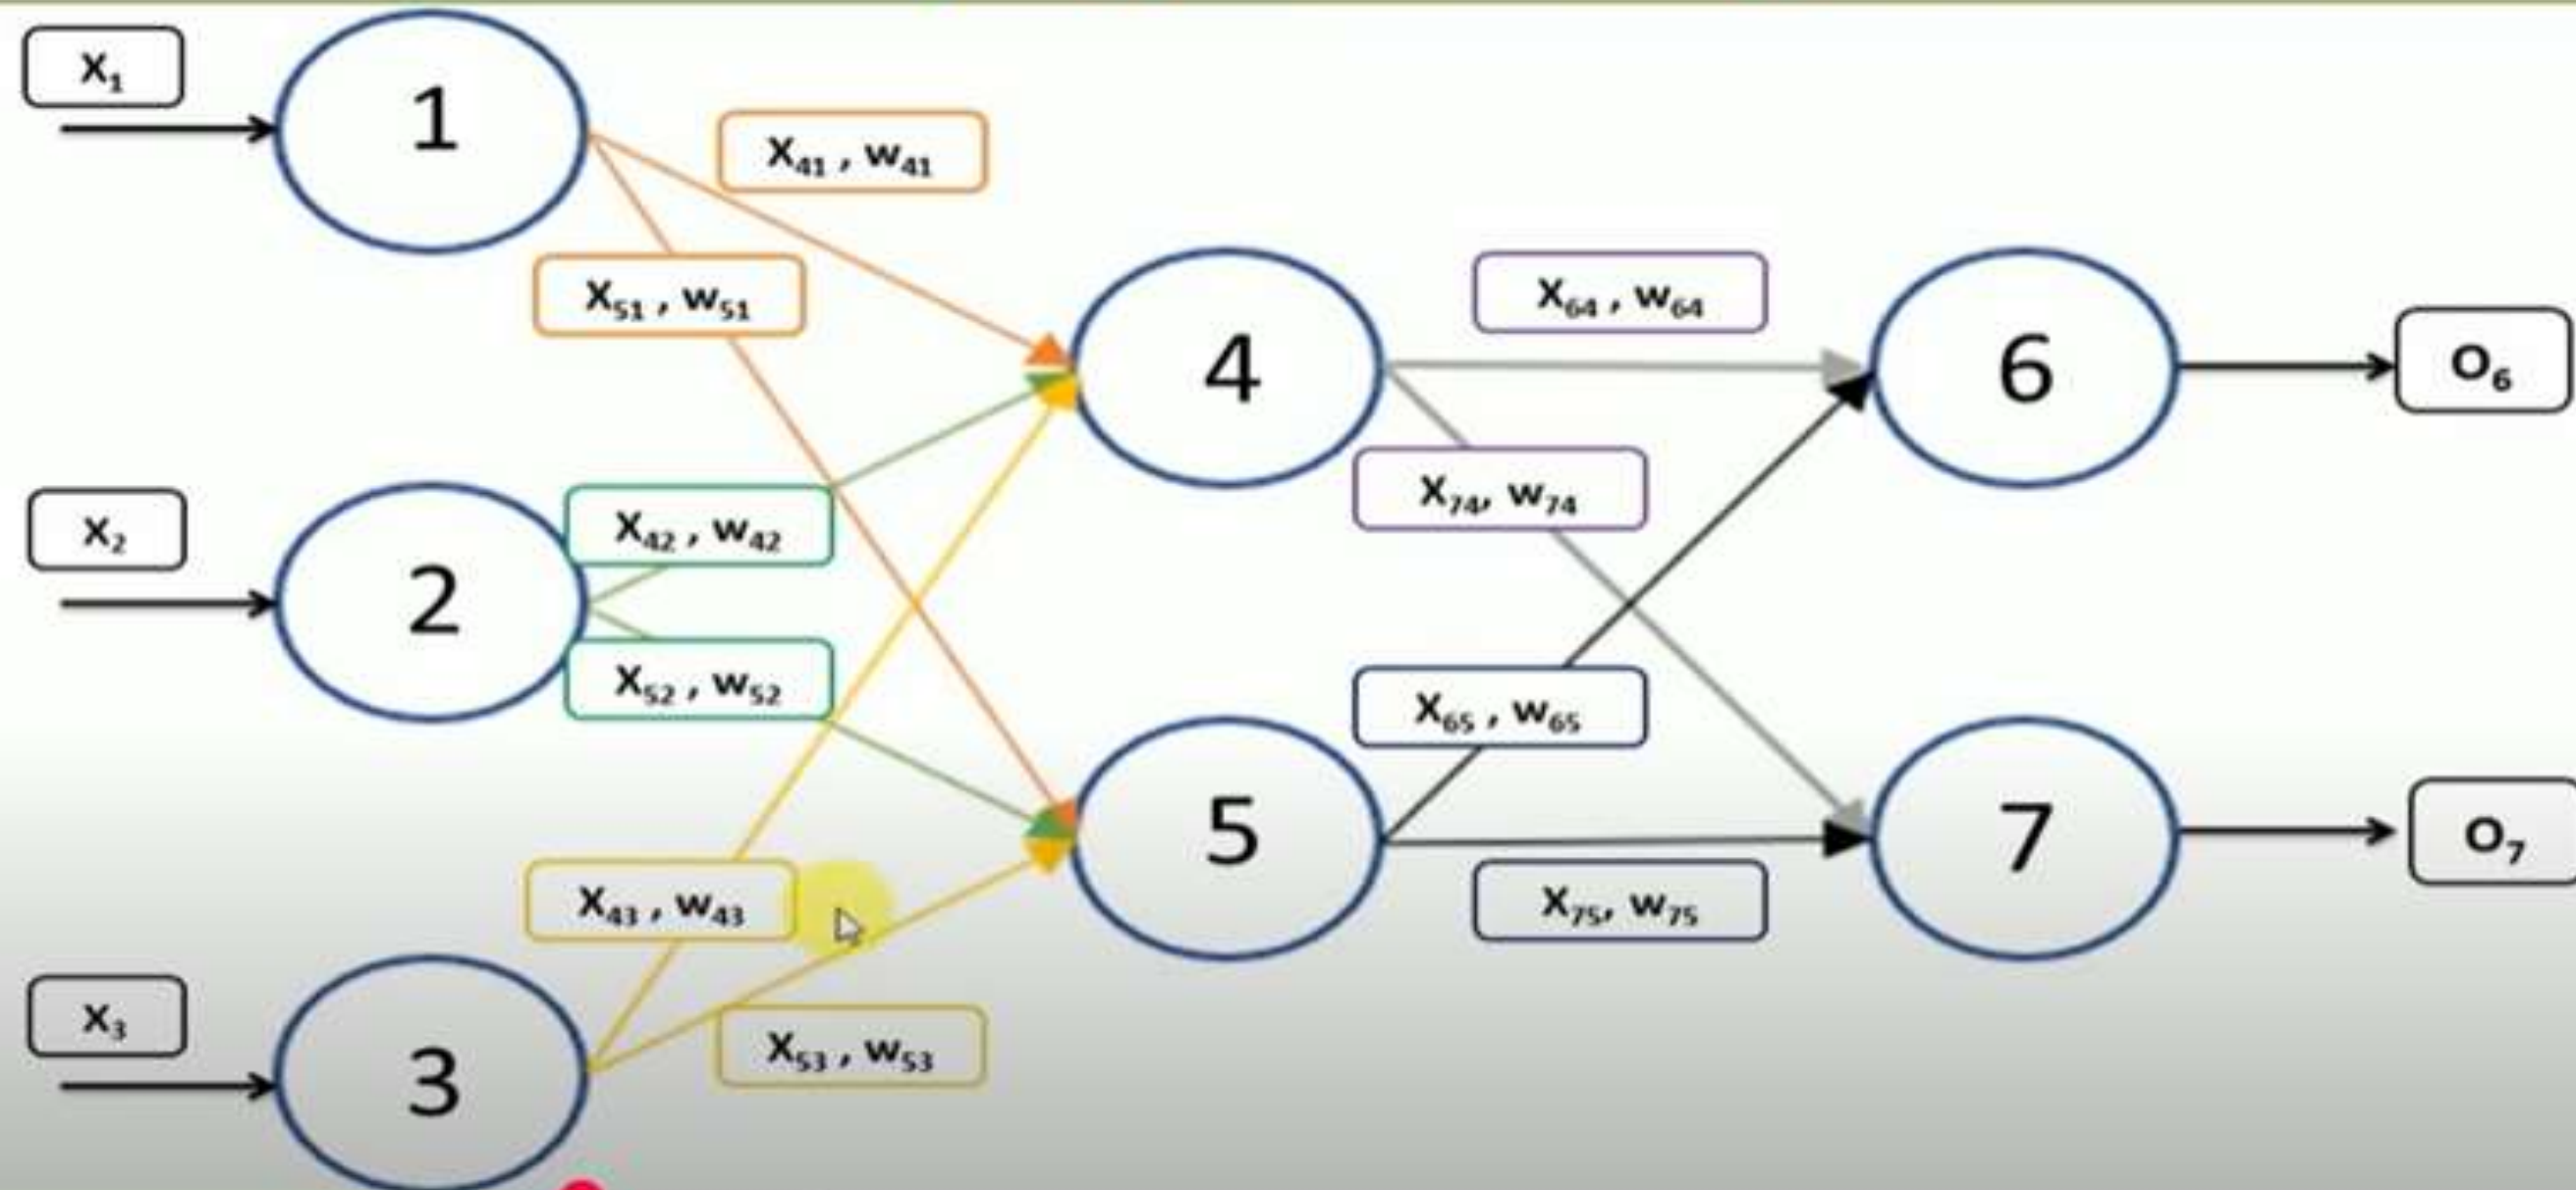 X₁
1
X₄₁ , w₄₁
X₅₁ , w₅₁
4
X₆₄ , w₆₄
6
O₆
X₂
2
X₄₂ , w₄₂
X₇₄, w₇₄
X₅₂ , w₅₂
X₆₅ , w₆₅
5
7
O₇
X₄₃ , w₄₃
X₇₅, w₇₅
X₃
3
X₅₃ , w₅₃